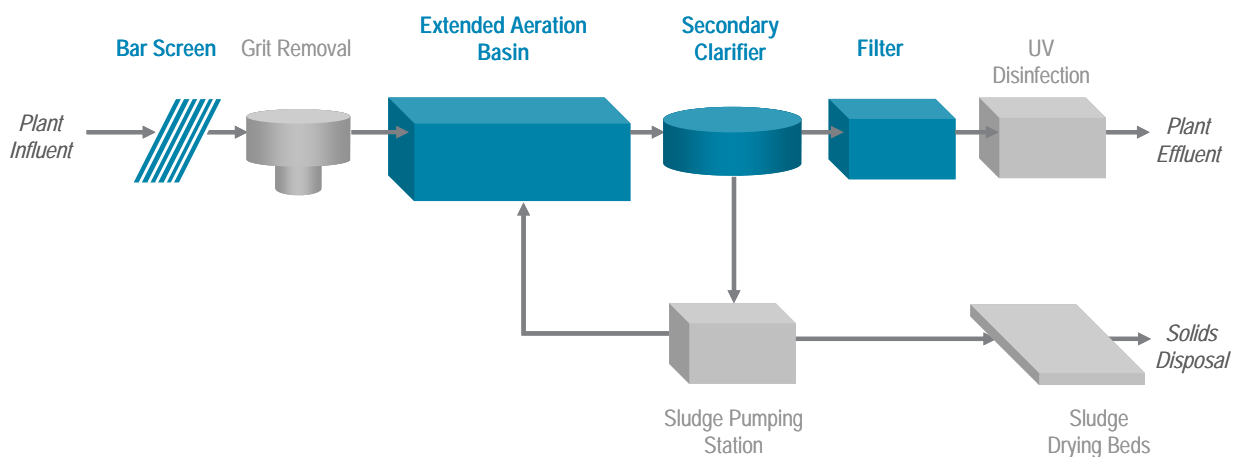 Bar Screen
Grit Removal
Extended Aeration
Basin
Secondary
Clarifier
Filter
UV
Disinfection
Plant
Influent
Plant
Effluent
Solids
Disposal
Sludge Pumping
Station
Sludge
Drying Beds